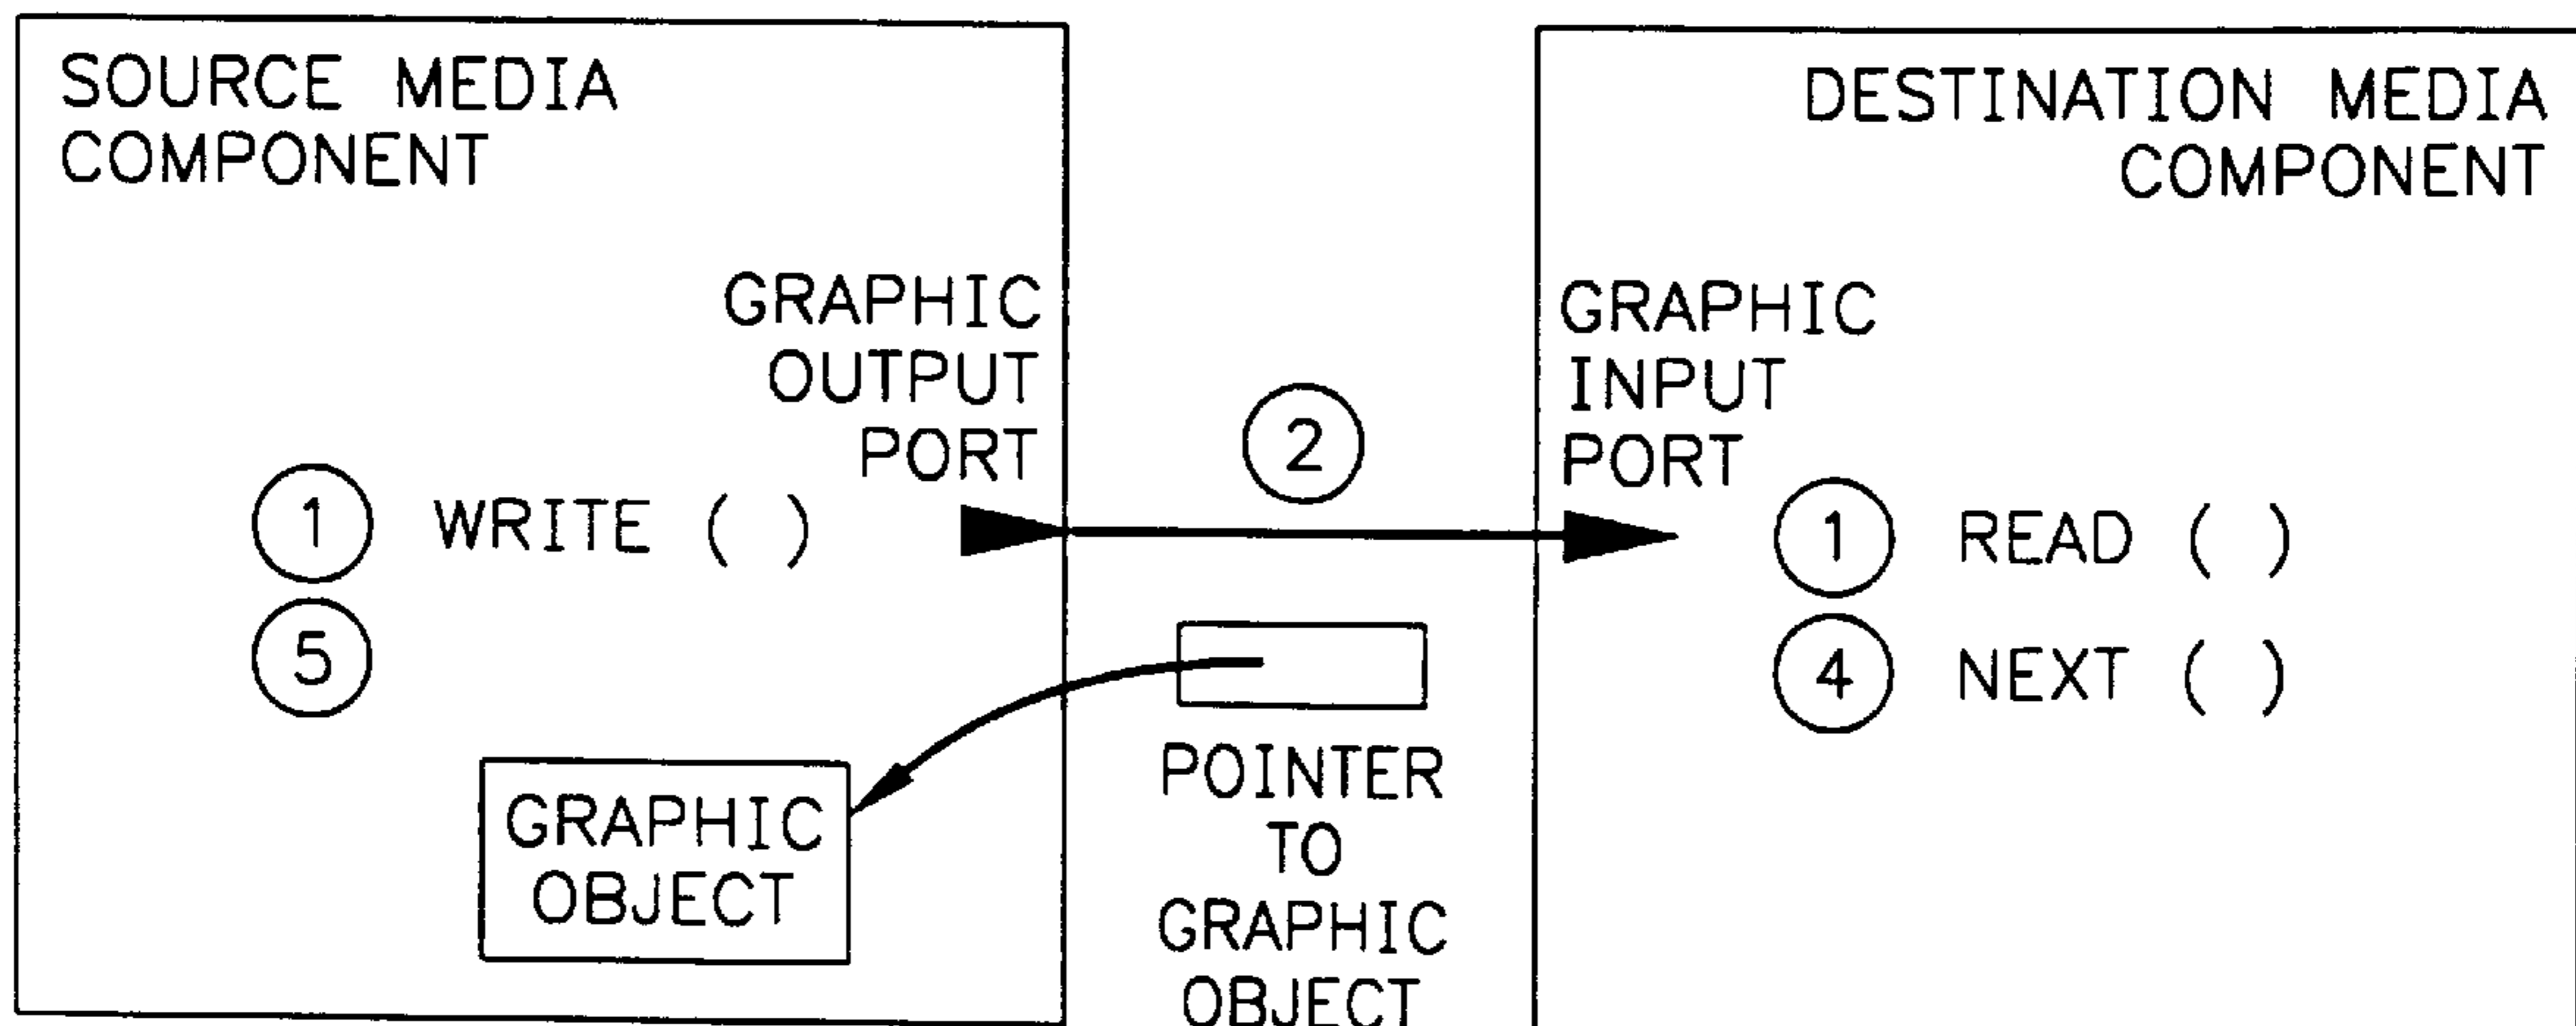 SOURCE MEDIA
COMPONENT
GRAPHIC
OUTPUT
PORT
1 WRITE ( )
5
GRAPHIC
OBJECT
2
POINTER
TO
GRAPHIC
OBJECT
DESTINATION MEDIA
COMPONENT
GRAPHIC
INPUT
PORT
1 READ ( )
4 NEXT ( )